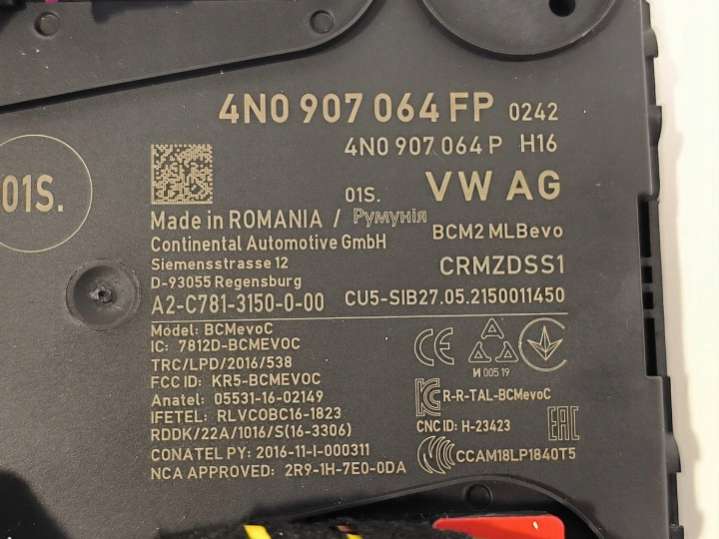 4N0 907 064 FP 0242
4N0 907 064 P H16
01S.
01S. VW AG
Made in ROMANIA / Румунія
Continental Automotive GmbH
BCM2 MLBevo
Siemensstrasse 12
CRMZDSS1
D-93055 Regensburg
A2-C781-3150-0-00 CU5-SIB27.05.2150011450
Model: BCMevoC
IC: 7812D-BCMEVOC
TRC/LPD/2016/538
FCC ID: KR5-BCMEVOC
Anatel: 05531-16-02149
IFETEL: RLVCOBC16-1823
RDDK/22A/1016/S(16-3306)
CONATEL PY: 2016-11-I-000311
NCA APPROVED: 2R9-1H-7E0-0DA
CE
И 005 19
R-R-TAL-BCMevoC
CNC ID: H-23423
EAC
CCAM18LP1840T5